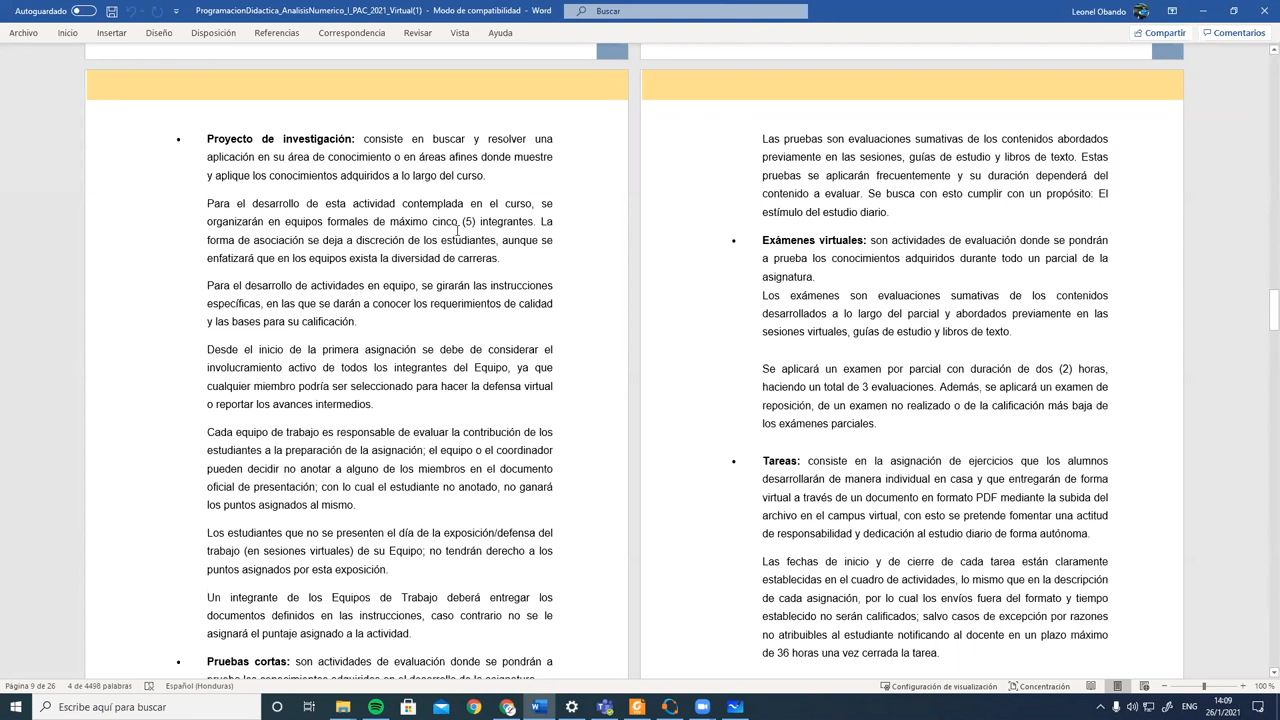 Autoguardado
ProgramacionDidactica_AnalisisNumerico_I_PAC_2021_Virtual(1) - Modo de compatibilidad - Word
Buscar
Leonel Obando
Archivo Inicio Insertar Diseño Disposición Referencias Correspondencia Revisar Vista Ayuda
Compartir Comentarios
• Proyecto de investigación: consiste en buscar y resolver una
aplicación en su área de conocimiento o en áreas afines donde muestre
y aplique los conocimientos adquiridos a lo largo del curso.
Para el desarrollo de esta actividad contemplada en el curso, se
organizarán en equipos formales de máximo cinco (5) integrantes. La
forma de asociación se deja a discreción de los estudiantes, aunque se
enfatizará que en los equipos exista la diversidad de carreras.
Para el desarrollo de actividades en equipo, se girarán las instrucciones
específicas, en las que se darán a conocer los requerimientos de calidad
y las bases para su calificación.
Desde el inicio de la primera asignación se debe de considerar el
involucramiento activo de todos los integrantes del Equipo, ya que
cualquier miembro podría ser seleccionado para hacer la defensa virtual
o reportar los avances intermedios.
Cada equipo de trabajo es responsable de evaluar la contribución de los
estudiantes a la preparación de la asignación; el equipo o el coordinador
pueden decidir no anotar a alguno de los miembros en el documento
oficial de presentación; con lo cual el estudiante no anotado, no ganará
los puntos asignados al mismo.
Los estudiantes que no se presenten el día de la exposición/defensa del
trabajo (en sesiones virtuales) de su Equipo; no tendrán derecho a los
puntos asignados por esta exposición.
Un integrante de los Equipos de Trabajo deberá entregar los
documentos definidos en las instrucciones, caso contrario no se le
asignará el puntaje asignado a la actividad.
• Pruebas cortas: son actividades de evaluación donde se pondrán a
prueba los conocimientos adquiridos en el desarrollo de la asignatura.
Las pruebas son evaluaciones sumativas de los contenidos abordados
previamente en las sesiones, guías de estudio y libros de texto. Estas
pruebas se aplicarán frecuentemente y su duración dependerá del
contenido a evaluar. Se busca con esto cumplir con un propósito: El
estímulo del estudio diario.
• Exámenes virtuales: son actividades de evaluación donde se pondrán
a prueba los conocimientos adquiridos durante todo un parcial de la
asignatura.
Los exámenes son evaluaciones sumativas de los contenidos
desarrollados a lo largo del parcial y abordados previamente en las
sesiones virtuales, guías de estudio y libros de texto.
Se aplicará un examen por parcial con duración de dos (2) horas,
haciendo un total de 3 evaluaciones. Además, se aplicará un examen de
reposición, de un examen no realizado o de la calificación más baja de
los exámenes parciales.
• Tareas: consiste en la asignación de ejercicios que los alumnos
desarrollarán de manera individual en casa y que entregarán de forma
virtual a través de un documento en formato PDF mediante la subida del
archivo en el campus virtual, con esto se pretende fomentar una actitud
de responsabilidad y dedicación al estudio diario de forma autónoma.
Las fechas de inicio y de cierre de cada tarea están claramente
establecidas en el cuadro de actividades, lo mismo que en la descripción
de cada asignación, por lo cual los envíos fuera del formato y tiempo
establecido no serán calificados; salvo casos de excepción por razones
no atribuibles al estudiante notificando al docente en un plazo máximo
de 36 horas una vez cerrada la tarea.
Página 9 de 26 4 de 4498 palabras Español (Honduras) Configuración de visualización Concentración 100 %
Escribe aquí para buscar
14:09
26/1/2021